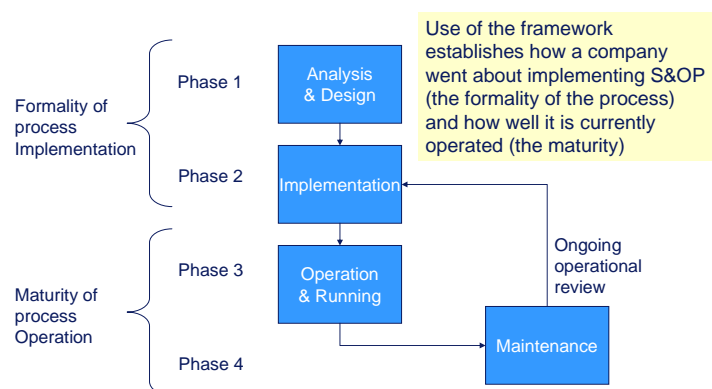 Use of the framework
establishes how a company
went about implementing S&OP
(the formality of the process)
and how well it is currently
operated (the maturity)
Formality of
process
Implementation
Phase 1
Analysis
& Design
Phase 2
Implementation
Maturity of
process
Operation
Phase 3
Operation
& Running
Ongoing
operational
review
Phase 4
Maintenance